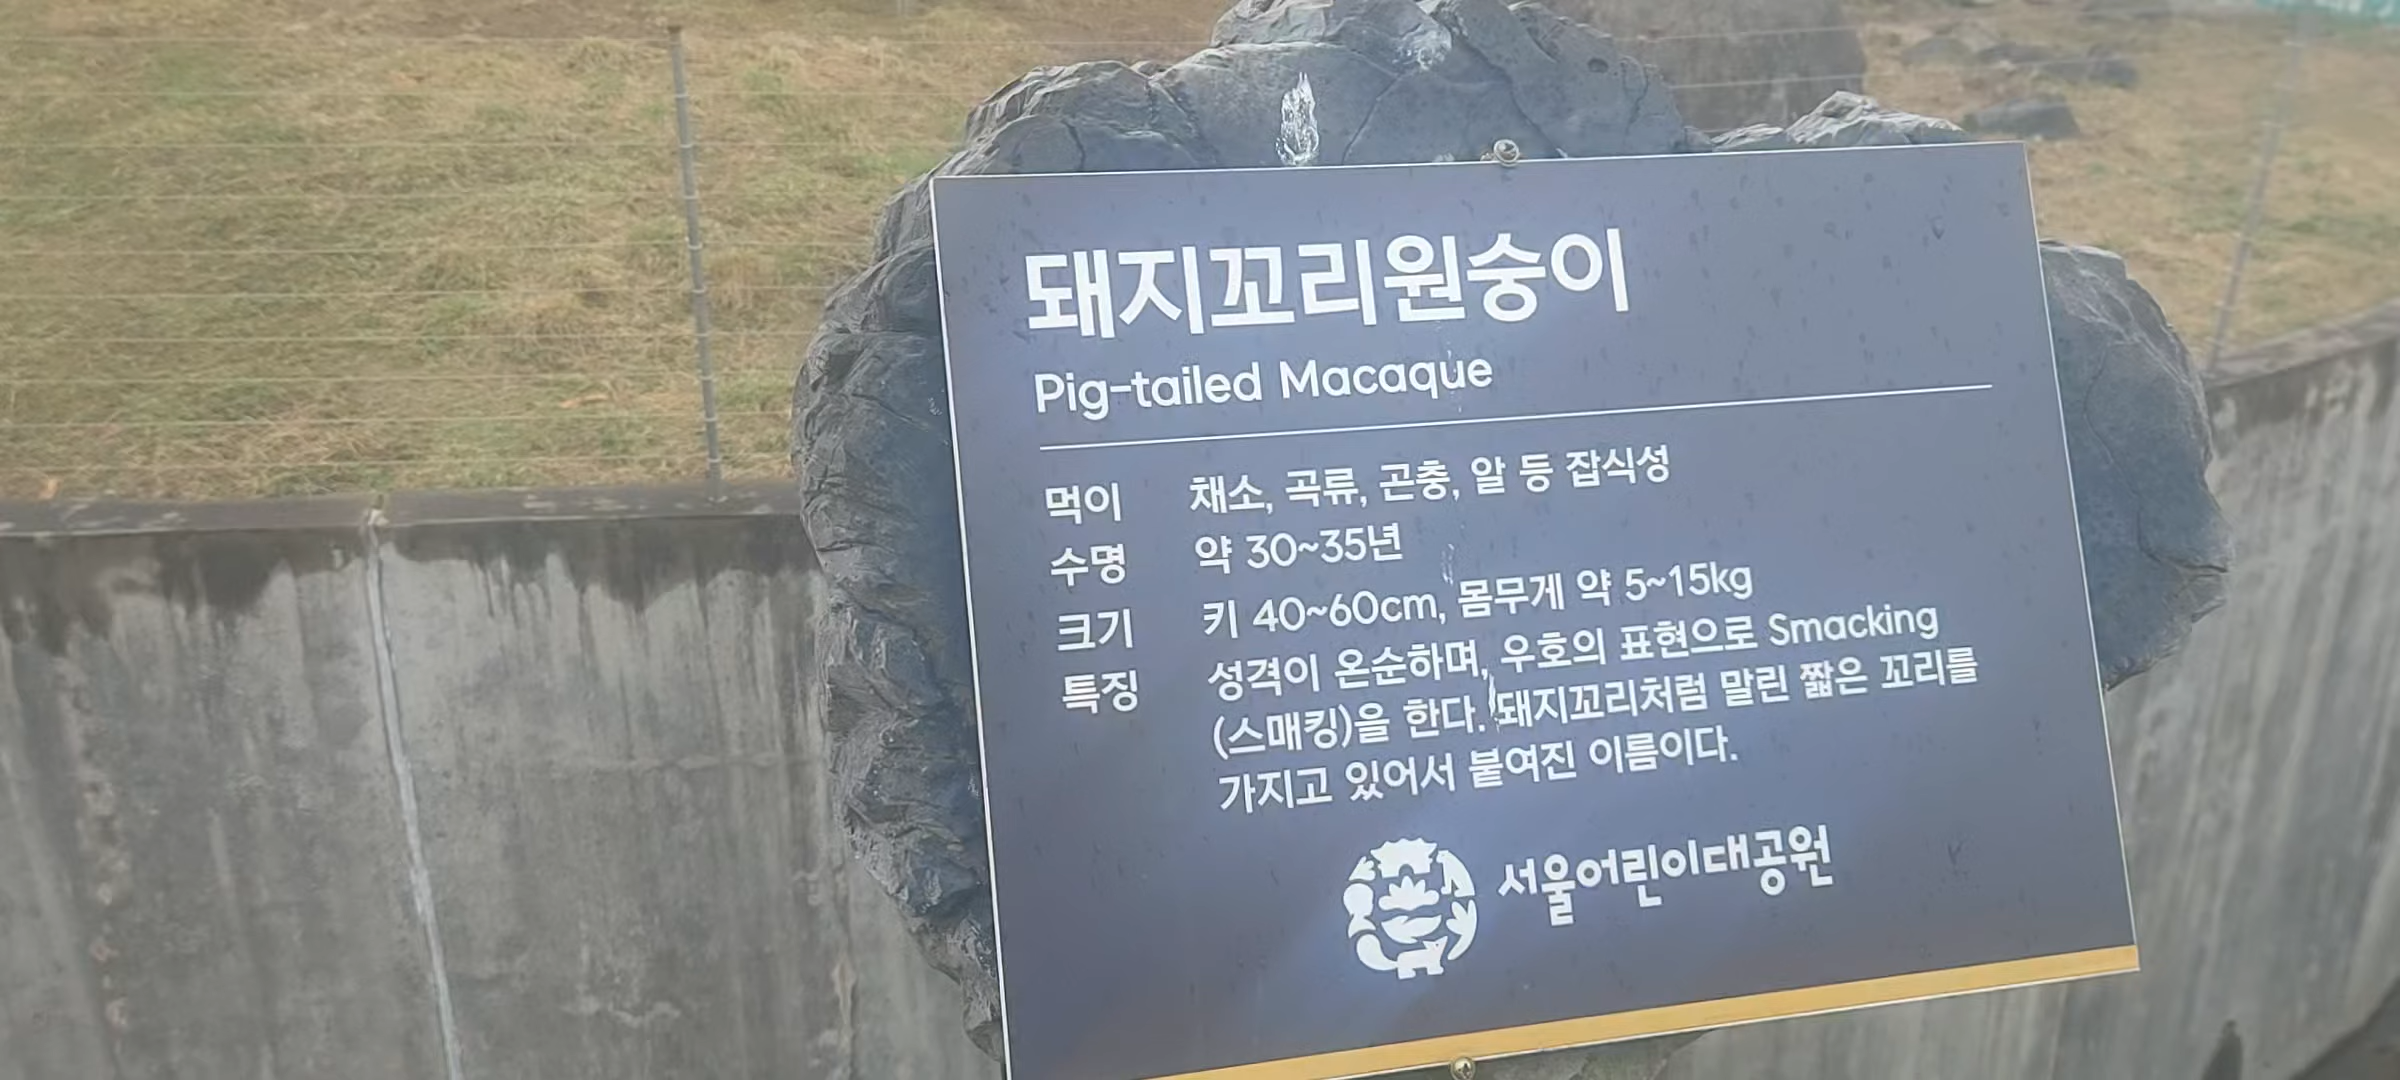 돼지꼬리원숭이
Pig-tailed Macaque
먹이 채소, 곡류, 곤충, 알 등 잡식성
수명 약 30~35년
크기 키 40~60cm, 몸무게 약 5~15kg
특징 성격이 온순하며, 우호의 표현으로 Smacking
(스매킹)을 한다. 돼지꼬리처럼 말린 짧은 꼬리를
가지고 있어서 붙여진 이름이다.
서울어린이대공원